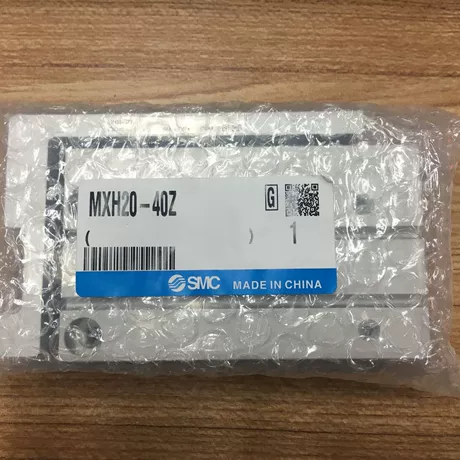 MXH20-40Z
G
( ) 1
SMC MADE IN CHINA